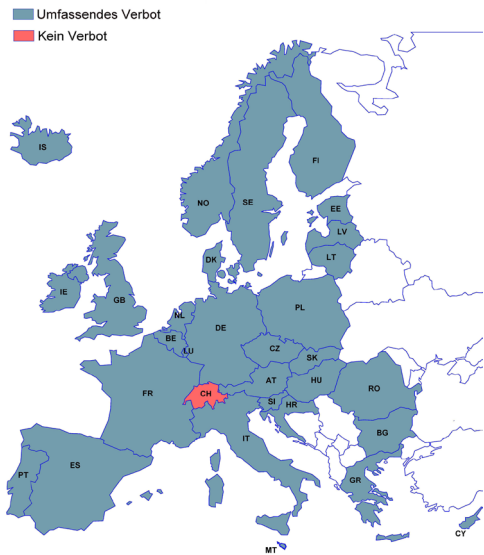 Umfassendes Verbot
Kein Verbot
IS
FI
NO
SE
EE
LV
DK
LT
IE
GB
NL
PL
BE
DE
LU
CZ
SK
FR
CH
AT
HU
SI
HR
RO
IT
BG
PT
ES
GR
CY
MT